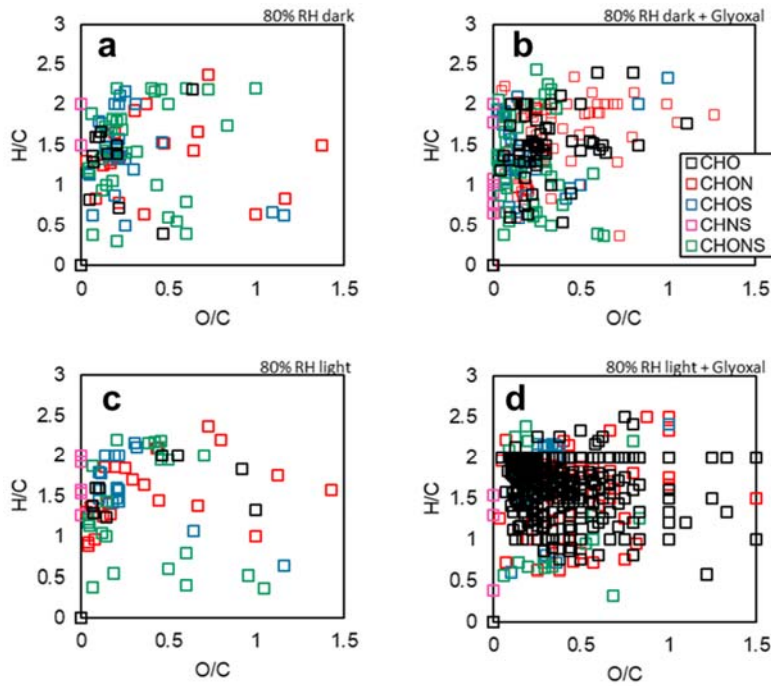 80% RH dark
a
3
2.5
2
1.5
1
0.5
0
H/C
0 0.5 1 1.5
O/C
80% RH dark + Glyoxal
b
3
2.5
2
1.5
1
0.5
0
H/C
0 0.5 1 1.5
O/C
CHO
CHON
CHOS
CHNS
CHONS
80% RH light
c
3
2.5
2
1.5
1
0.5
0
H/C
0 0.5 1 1.5
O/C
80% RH light + Glyoxal
d
3
2.5
2
1.5
1
0.5
0
H/C
0 0.5 1 1.5
O/C